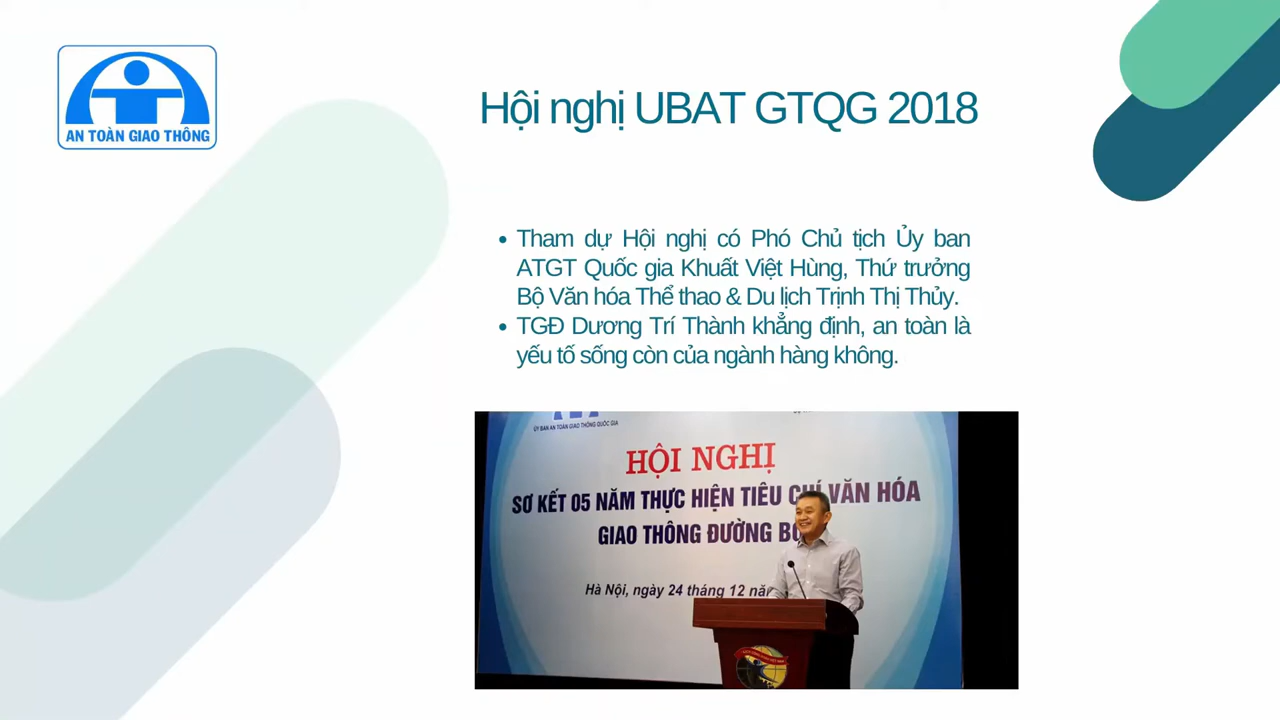 AN TOÀN GIAO THÔNG
Hội nghị UBAT GTQG 2018
• Tham dự Hội nghị có Phó Chủ tịch Ủy ban
ATGT Quốc gia Khuất Việt Hùng, Thứ trưởng
Bộ Văn hóa Thể thao & Du lịch Trịnh Thị Thủy.
• TGĐ Dương Trí Thành khẳng định, an toàn là
yếu tố sống còn của ngành hàng không.
ỦY BAN AN TOÀN GIAO THÔNG QUỐC GIA
HỘI NGHỊ
SƠ KẾT 05 NĂM THỰC HIỆN TIÊU CHÍ VĂN HÓA
GIAO THÔNG ĐƯỜNG
Hà Nội, ngày 24 tháng 12